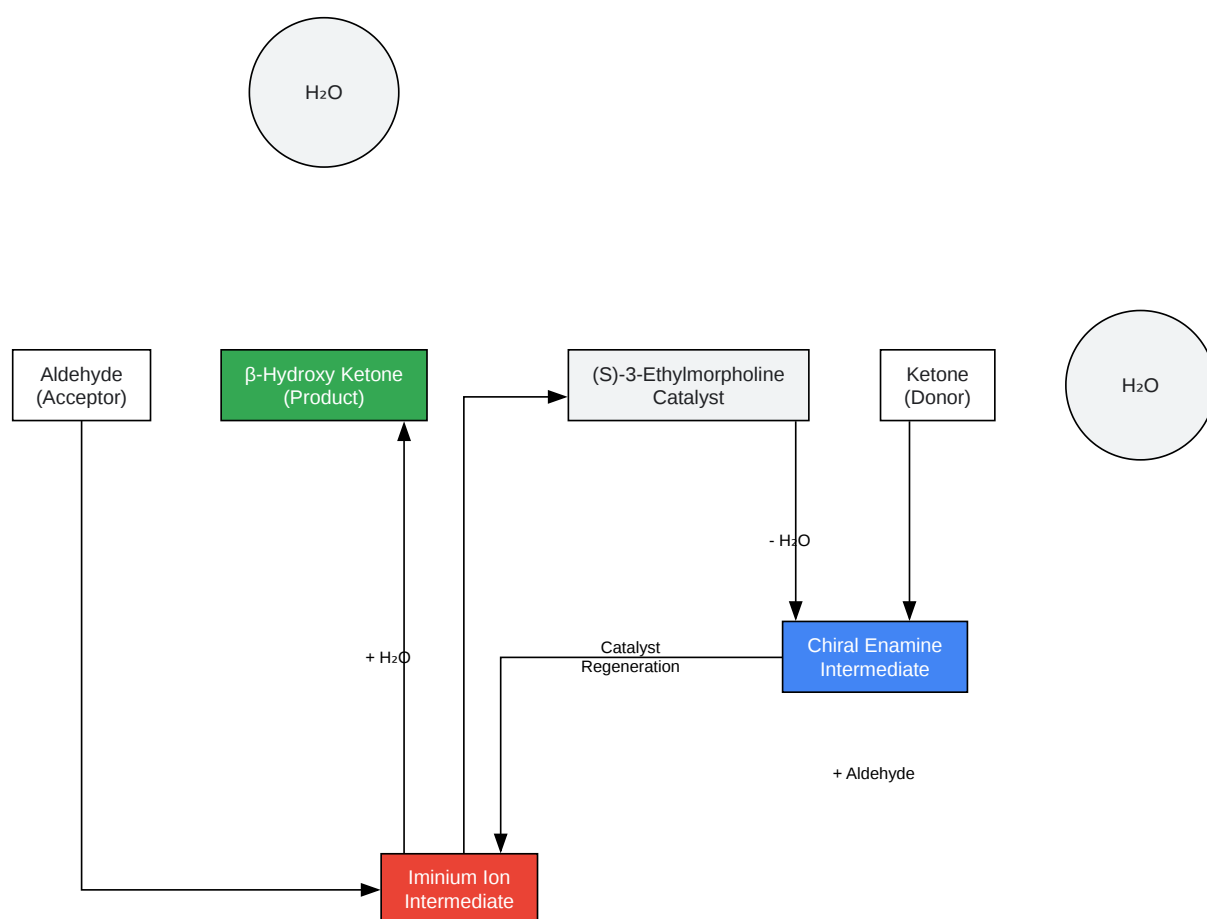 H₂O
Aldehyde
(Acceptor)
β-Hydroxy Ketone
(Product)
(S)-3-Ethylmorpholine
Catalyst
Ketone
(Donor)
H₂O
- H₂O
+ H₂O
Catalyst
Regeneration
Chiral Enamine
Intermediate
+ Aldehyde
Iminium Ion
Intermediate